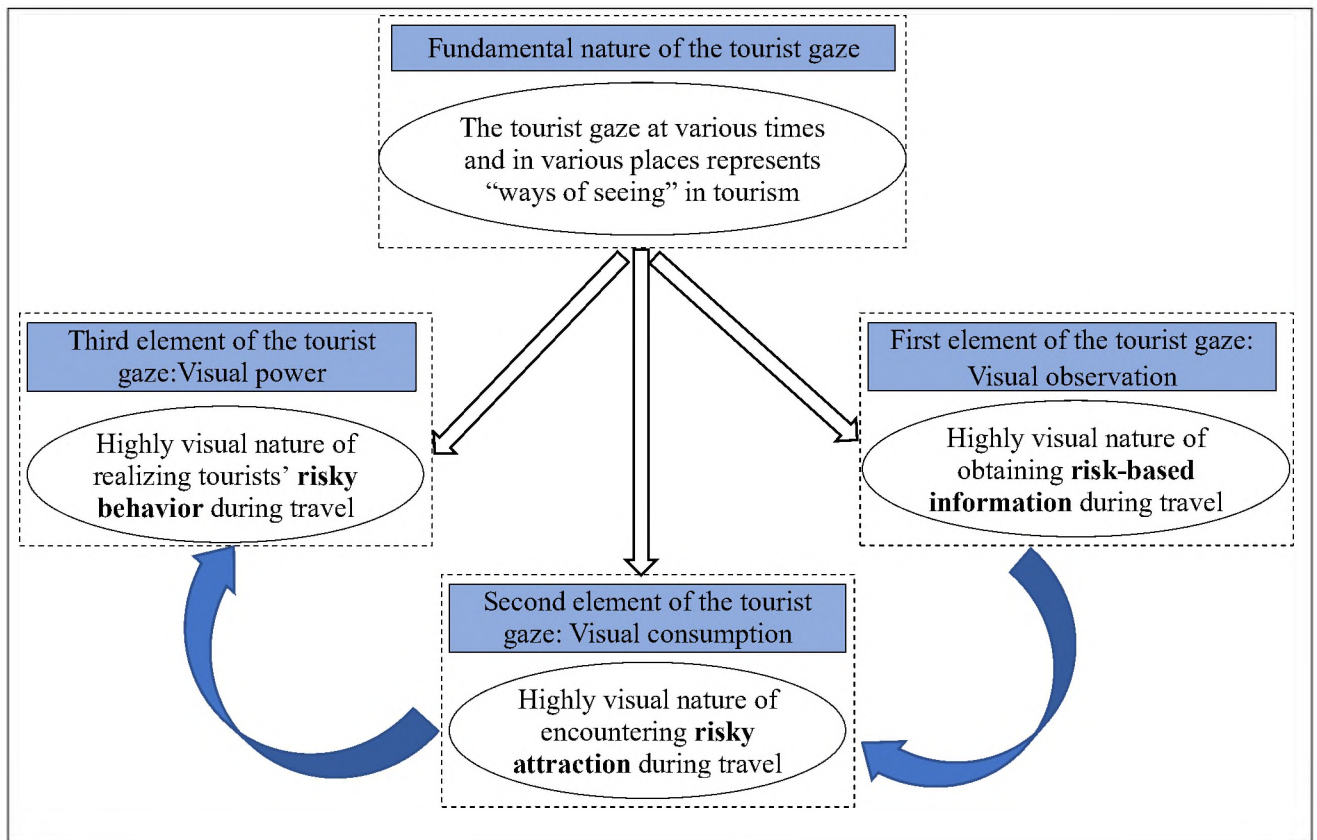 Fundamental nature of the tourist gaze
The tourist gaze at various times
and in various places represents
“ways of seeing” in tourism
Third element of the tourist
gaze:Visual power
Highly visual nature of
realizing tourists’ risky
behavior during travel
First element of the tourist gaze:
Visual observation
Highly visual nature of
obtaining risk-based
information during travel
Second element of the tourist
gaze: Visual consumption
Highly visual nature of
encountering risky
attraction during travel